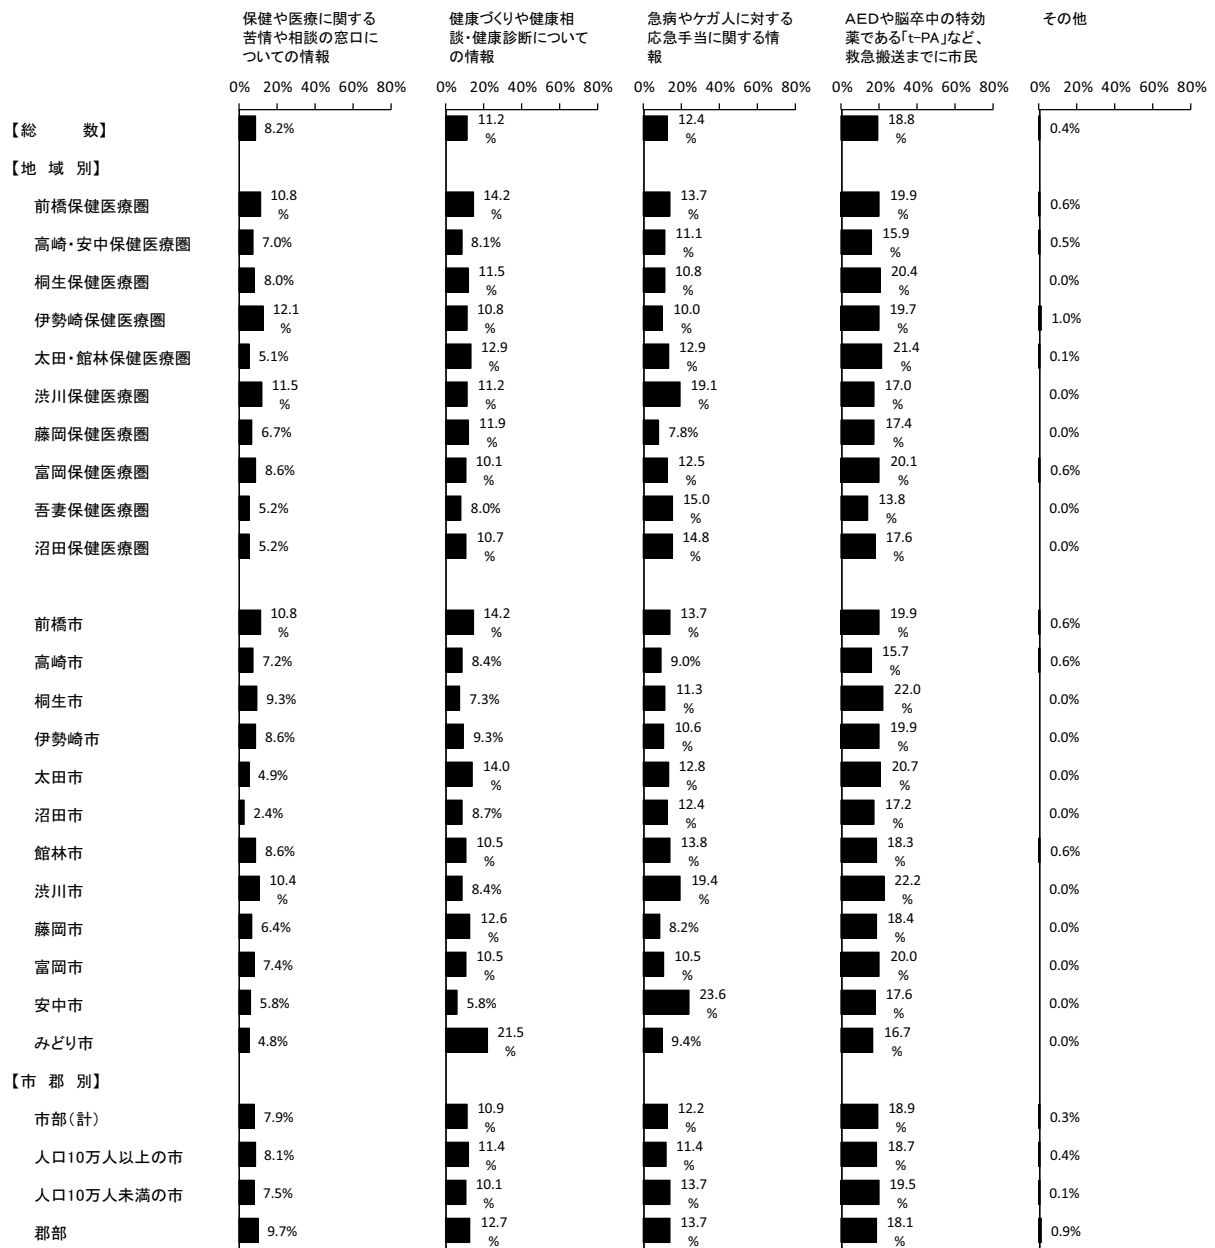 保健や医療に関する
苦情や相談の窓口に
ついての情報
健康づくりや健康相
談・健康診断について
の情報
急病やケガ人に対する
応急手当に関する情
報
AEDや脳卒中の特効
薬である「t-PA」など、
救急搬送までに市民
その他
0% 20% 40% 60% 80% 0% 20% 40% 60% 80% 0% 20% 40% 60% 80% 0% 20% 40% 60% 80% 0% 20% 40% 60% 80%
【総　　数】 8.2% 11.2% 12.4% 18.8% 0.4%
【地 域 別】
前橋保健医療圏 10.8% 14.2% 13.7% 19.9% 0.6%
高崎・安中保健医療圏 7.0% 8.1% 11.1% 15.9% 0.5%
桐生保健医療圏 8.0% 11.5% 10.8% 20.4% 0.0%
伊勢崎保健医療圏 12.1% 10.8% 10.0% 19.7% 1.0%
太田・館林保健医療圏 5.1% 12.9% 12.9% 21.4% 0.1%
渋川保健医療圏 11.5% 11.2% 19.1% 17.0% 0.0%
藤岡保健医療圏 6.7% 11.9% 7.8% 17.4% 0.0%
富岡保健医療圏 8.6% 10.1% 12.5% 20.1% 0.6%
吾妻保健医療圏 5.2% 8.0% 15.0% 13.8% 0.0%
沼田保健医療圏 5.2% 10.7% 14.8% 17.6% 0.0%
前橋市 10.8% 14.2% 13.7% 19.9% 0.6%
高崎市 7.2% 8.4% 9.0% 15.7% 0.6%
桐生市 9.3% 7.3% 11.3% 22.0% 0.0%
伊勢崎市 8.6% 9.3% 10.6% 19.9% 0.0%
太田市 4.9% 14.0% 12.8% 20.7% 0.0%
沼田市 2.4% 8.7% 12.4% 17.2% 0.0%
館林市 8.6% 10.5% 13.8% 18.3% 0.6%
渋川市 10.4% 8.4% 19.4% 22.2% 0.0%
藤岡市 6.4% 12.6% 8.2% 18.4% 0.0%
富岡市 7.4% 10.5% 10.5% 20.0% 0.0%
安中市 5.8% 5.8% 23.6% 17.6% 0.0%
みどり市 4.8% 21.5% 9.4% 16.7% 0.0%
【市 郡 別】
市部（計） 7.9% 10.9% 12.2% 18.9% 0.3%
人口10万人以上の市 8.1% 11.4% 11.4% 18.7% 0.4%
人口10万人未満の市 7.5% 10.1% 13.7% 19.5% 0.1%
郡部 9.7% 12.7% 13.7% 18.1% 0.9%